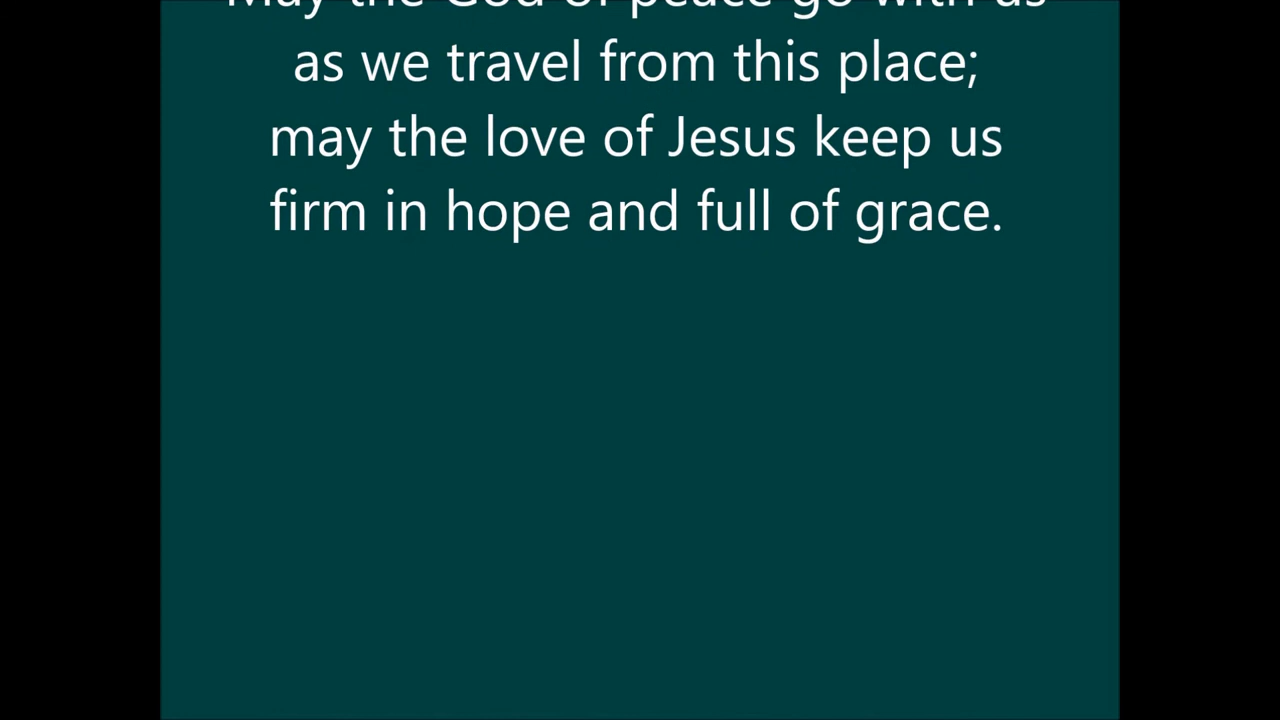 May the God of peace go with us
as we travel from this place;
may the love of Jesus keep us
firm in hope and full of grace.